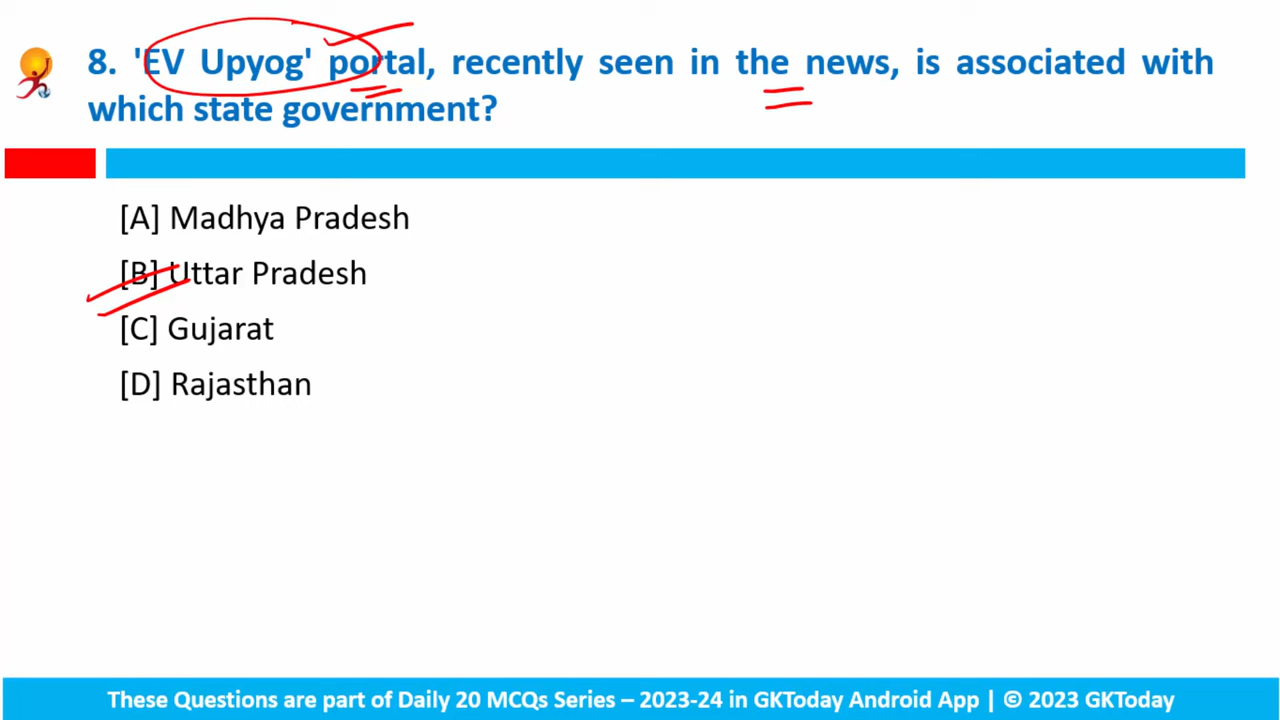 8. 'EV Upyog' portal, recently seen in the news, is associated with
which state government?
[A] Madhya Pradesh
[B] Uttar Pradesh
[C] Gujarat
[D] Rajasthan
These Questions are part of Daily 20 MCQs Series – 2023-24 in GKToday Android App | © 2023 GKToday